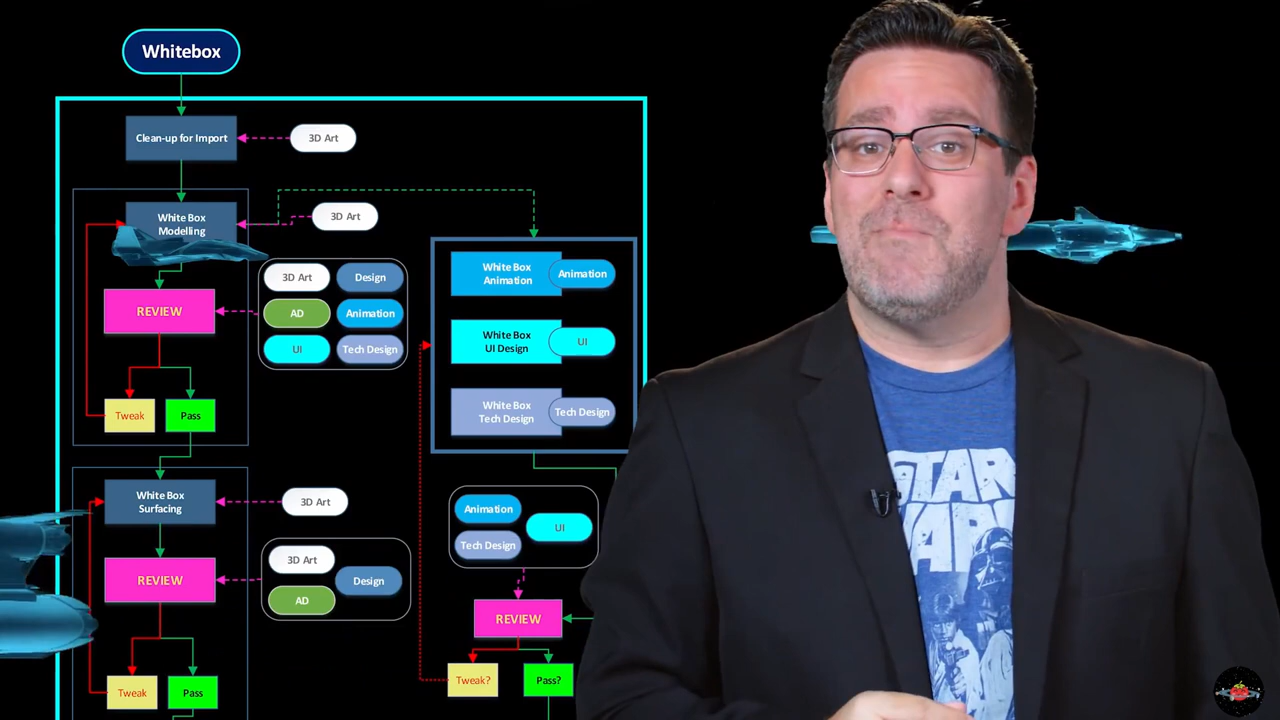 Whitebox
Clean-up for Import
3D Art
White Box
Modelling
3D Art
3D Art
Design
AD
Animation
UI
Tech Design
REVIEW
Tweak
Pass
White Box
Animation
Animation
White Box
UI Design
UI
White Box
Tech Design
Tech Design
White Box
Surfacing
3D Art
3D Art
Design
AD
REVIEW
Tweak
Pass
Animation
UI
Tech Design
REVIEW
Tweak?
Pass?
STAR
WARS